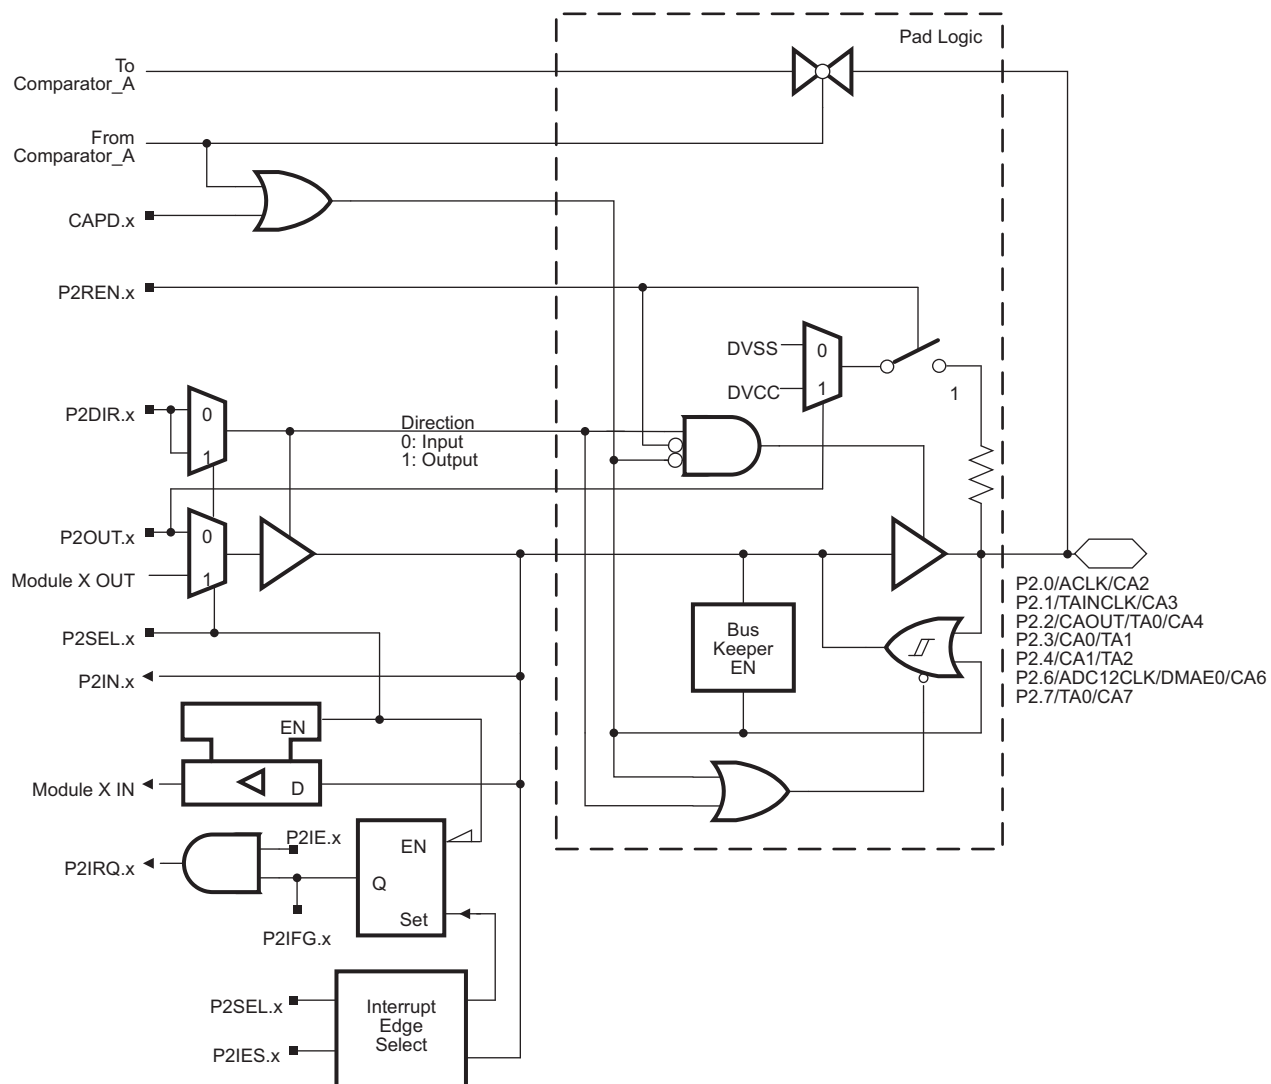 Pad Logic
To
Comparator_A
From
Comparator_A
CAPD.x
P2REN.x
DVSS
0
DVCC
1
1
P2DIR.x
0
1
Direction
0: Input
1: Output
P2OUT.x
0
Module X OUT
1
P2SEL.x
P2IN.x
Bus
Keeper
EN
P2.0/ACLK/CA2
P2.1/TAINCLK/CA3
P2.2/CAOUT/TA0/CA4
P2.3/CA0/TA1
P2.4/CA1/TA2
P2.6/ADC12CLK/DMAE0/CA6
P2.7/TA0/CA7
EN
Module X IN
D
P2IE.x
EN
P2IRQ.x
Q
Set
P2IFG.x
P2SEL.x
Interrupt
Edge
Select
P2IES.x